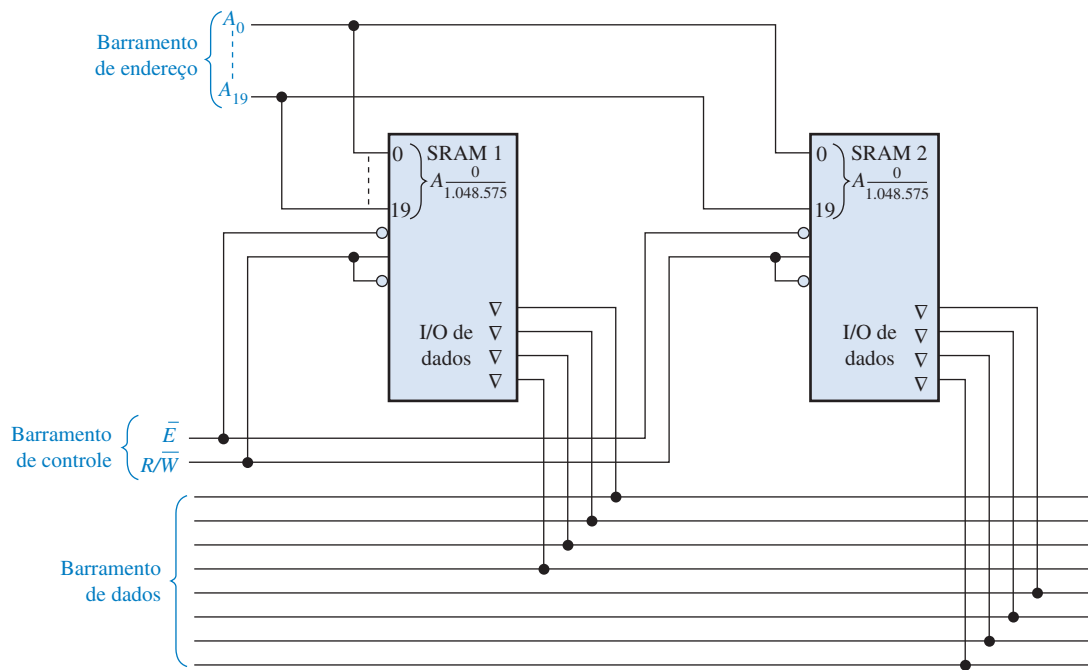 Barramento
de endereço
A₀
A₁₉
0
SRAM 1
A 0/1.048.575
19
I/O de
dados
∇
∇
∇
∇
0
SRAM 2
A 0/1.048.575
19
I/O de
dados
∇
∇
∇
∇
Barramento
de controle
E̅
R/W̅
Barramento
de dados